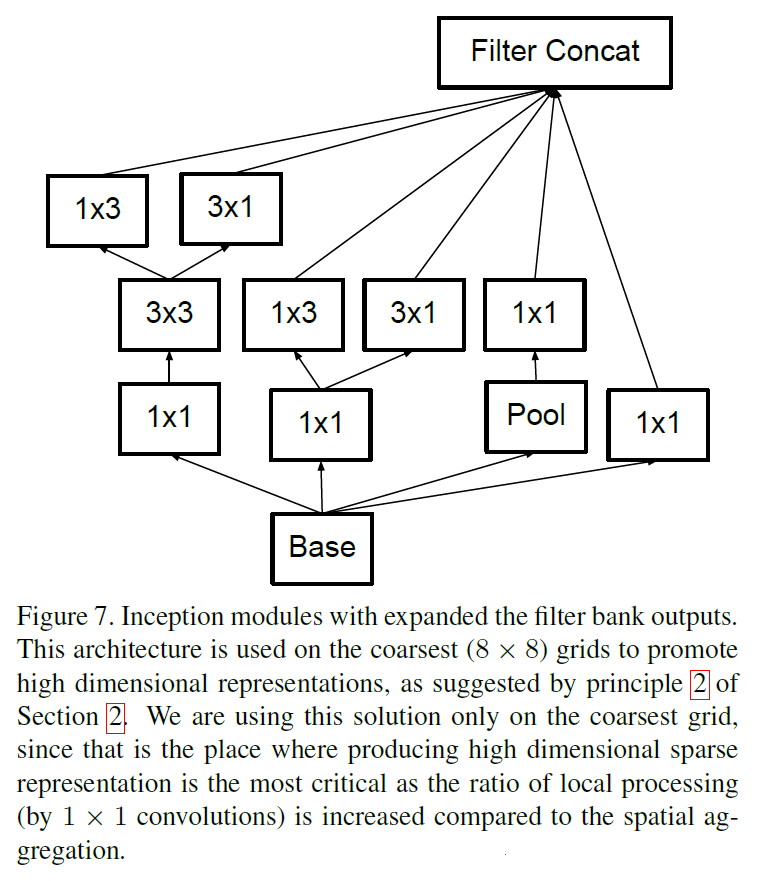 Filter Concat
1x3 3x1
3x3 1x3 3x1 1x1
1x1 1x1 Pool 1x1
Base
Figure 7. Inception modules with expanded the filter bank outputs.
This architecture is used on the coarsest (8 × 8) grids to promote
high dimensional representations, as suggested by principle 2 of
Section 2. We are using this solution only on the coarsest grid,
since that is the place where producing high dimensional sparse
representation is the most critical as the ratio of local processing
(by 1 × 1 convolutions) is increased compared to the spatial ag-
gregation.